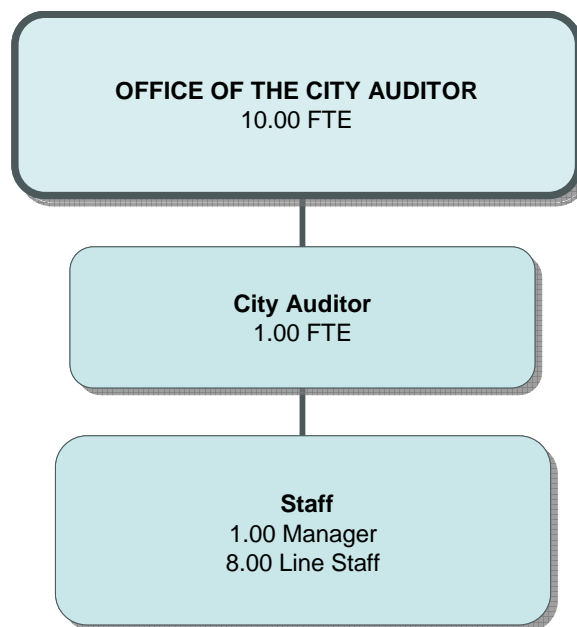 OFFICE OF THE CITY AUDITOR
10.00 FTE
City Auditor
1.00 FTE
Staff
1.00 Manager
8.00 Line Staff